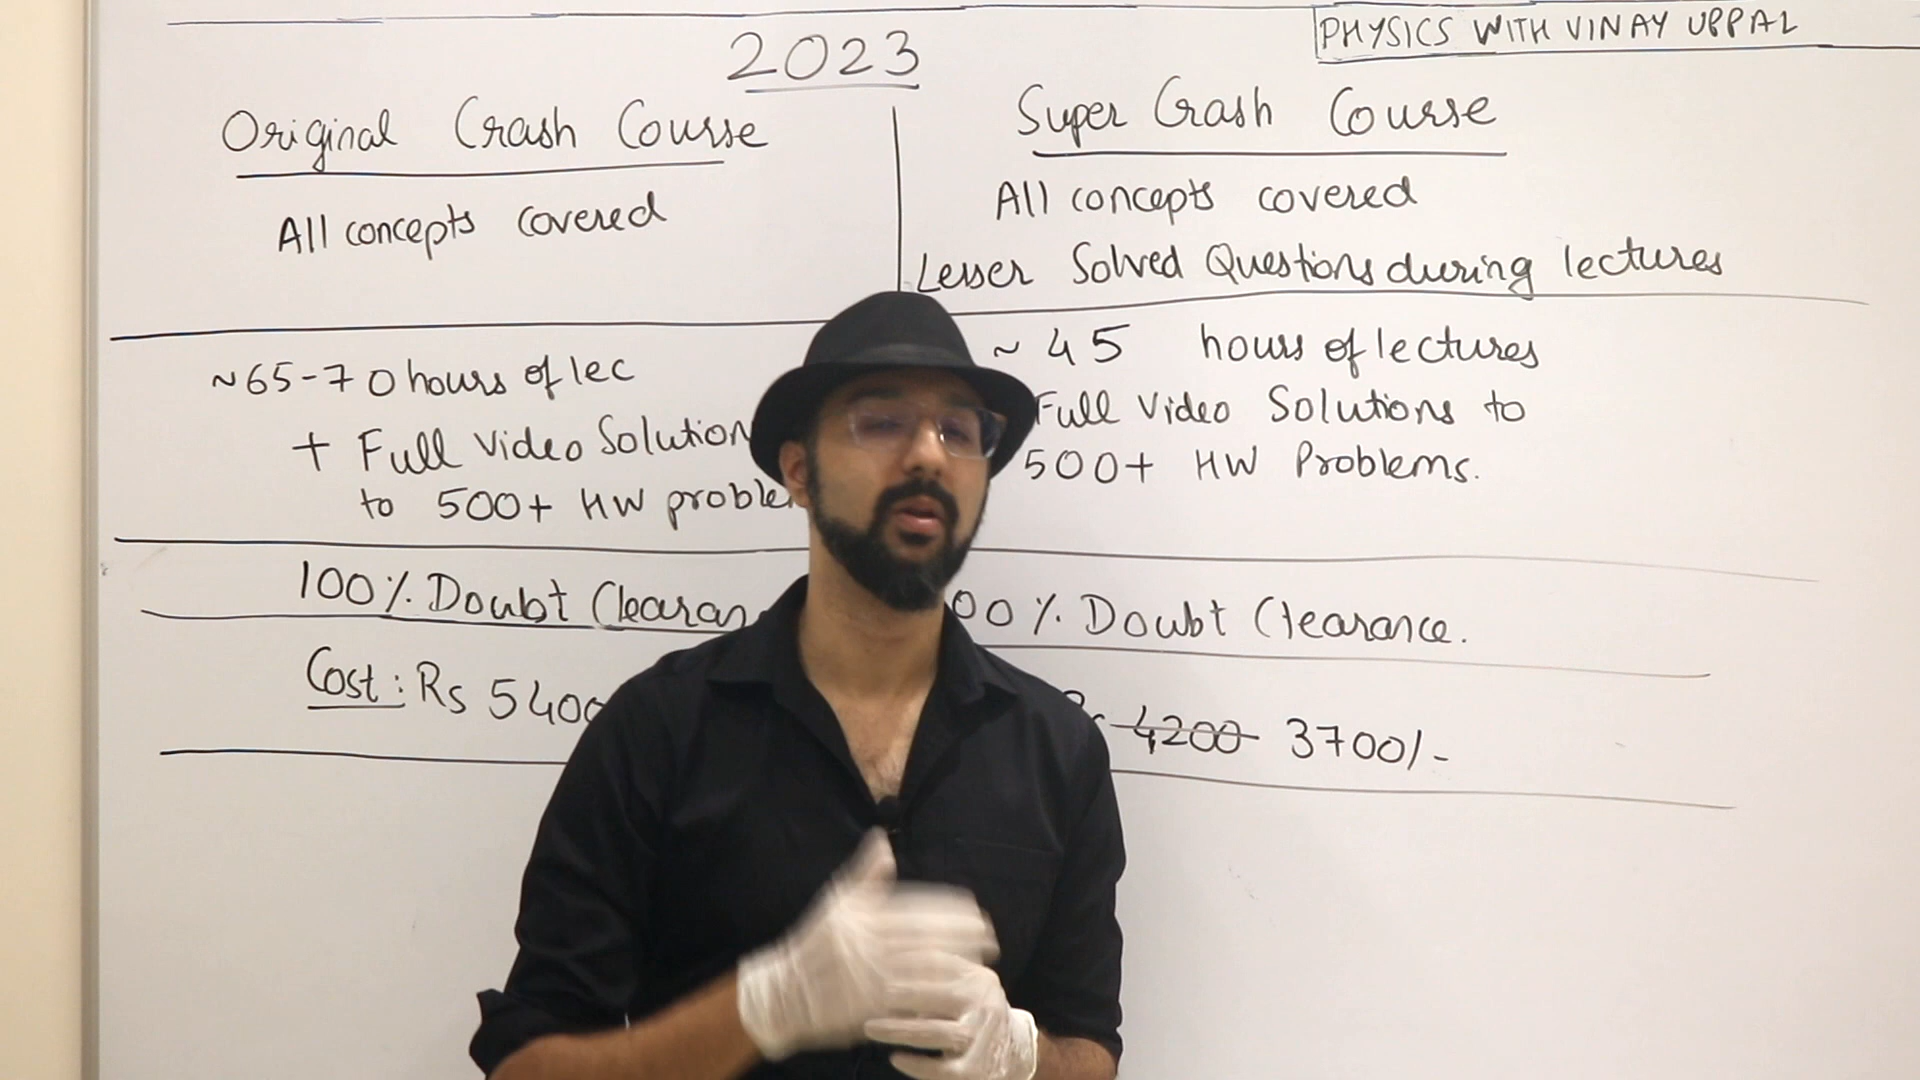 PHYSICS WITH VINAY UPPAL
2023
Original Crash Course
All concepts covered
~65-70 hours of lec
+ Full Video Solution
to 500+ HW proble
100% Doubt Clearan
Cost: Rs 5400
Super Crash Course
All concepts covered
Lesser Solved Questions during lectures
~ 45 hours of lectures
Full Video Solutions to
500+ HW Problems.
00% Doubt Clearance.
4200 3700/-